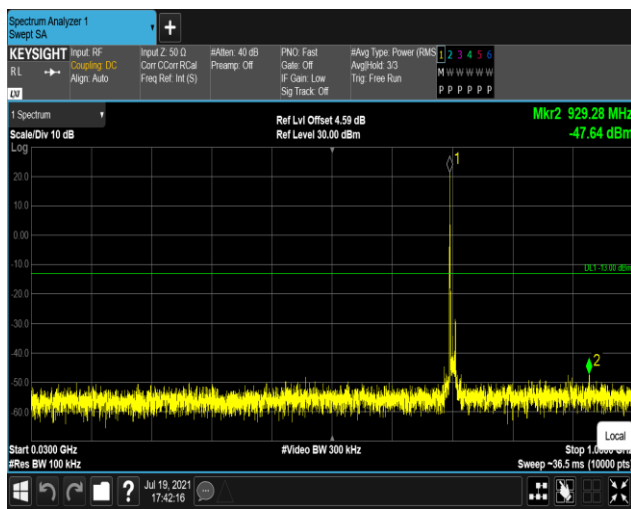 Spectrum Analyzer 1
Swept SA
KEYSIGHT Input: RF Input Z: 50 Ω #Atten: 40 dB PNO: Fast #Avg Type: Power (RMS 1 2 3 4 5 6
RL Coupling: DC Corr CCorr RCal Preamp: Off Gate: Off Avg|Hold: 3/3 M W W W W W
Align: Auto Freq Ref: Int (S) IF Gain: Low Trig: Free Run
LXI Sig Track: Off P P P P P P
1 Spectrum Ref Lvl Offset 4.59 dB Mkr2 929.28 MHz
Scale/Div 10 dB Ref Level 30.00 dBm -47.64 dBm
Log
1
20.0
10.0
0.00
-10.0
DL1 -13.00 dBm
-20.0
-30.0
-40.0
2
-50.0
-60.0
Local
Start 0.0300 GHz #Video BW 300 kHz Stop 1.0000 GHz
#Res BW 100 kHz Sweep ~36.5 ms (10000 pts)
? Jul 19, 2021
17:42:16